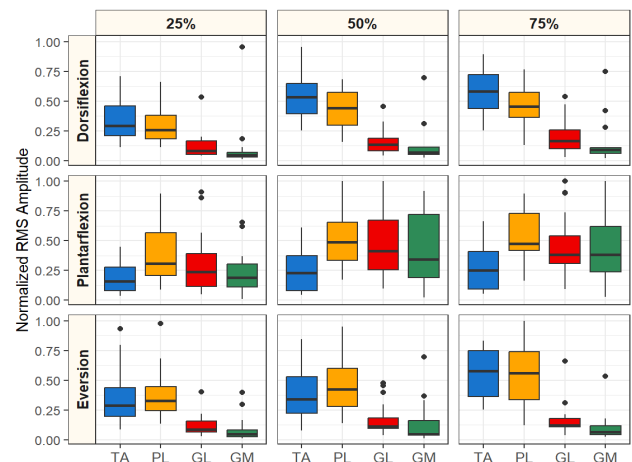 25% 50% 75%
Normalized RMS Amplitude
Dorsiflexion
1.00
0.75
0.50
0.25
0.00
Plantarflexion
1.00
0.75
0.50
0.25
0.00
Eversion
1.00
0.75
0.50
0.25
0.00
TA PL GL GM TA PL GL GM TA PL GL GM